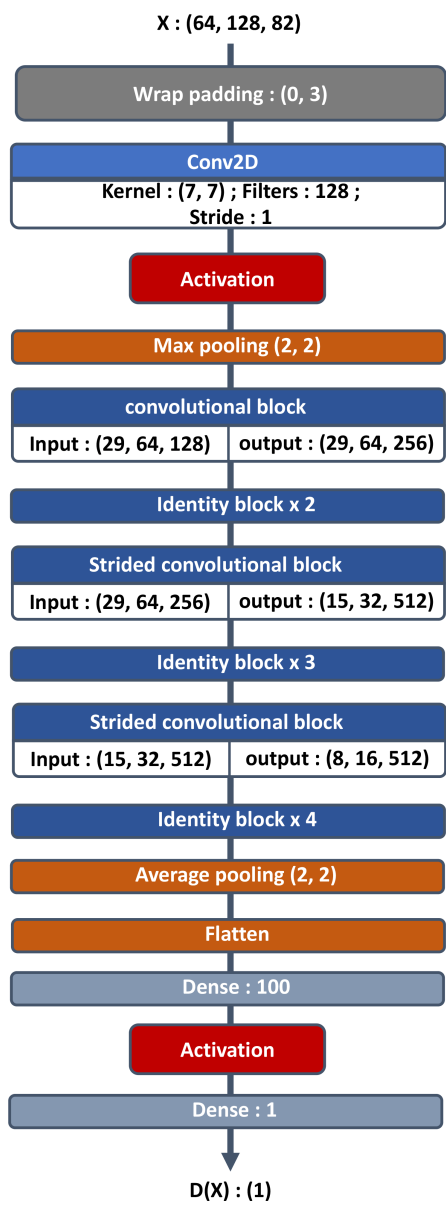 X : (64, 128, 82)
Wrap padding : (0, 3)
Conv2D
Kernel : (7, 7) ; Filters : 128 ;
Stride : 1
Activation
Max pooling (2, 2)
convolutional block
Input : (29, 64, 128) output : (29, 64, 256)
Identity block x 2
Strided convolutional block
Input : (29, 64, 256) output : (15, 32, 512)
Identity block x 3
Strided convolutional block
Input : (15, 32, 512) output : (8, 16, 512)
Identity block x 4
Average pooling (2, 2)
Flatten
Dense : 100
Activation
Dense : 1
D(X) : (1)